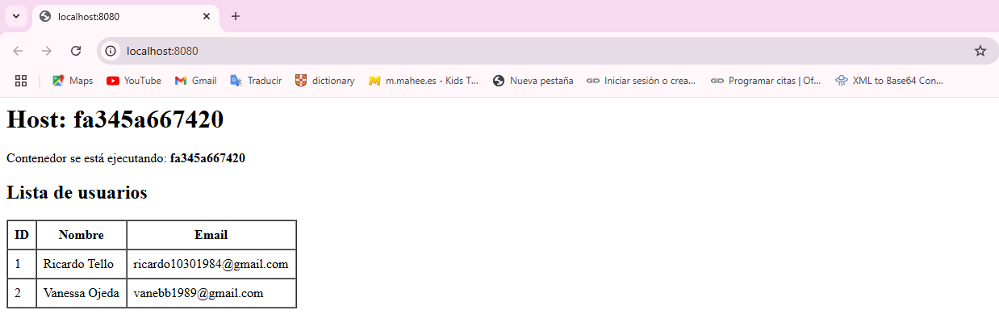 localhost:8080
localhost:8080
Maps YouTube Gmail Traducir dictionary m.mahee.es - Kids T... Nueva pestaña Iniciar sesión o crea... Programar citas | Of... XML to Base64 Con...
Host: fa345a667420
Contenedor se está ejecutando: fa345a667420
Lista de usuarios
ID Nombre Email
1 Ricardo Tello ricardo10301984@gmail.com
2 Vanessa Ojeda vanebb1989@gmail.com